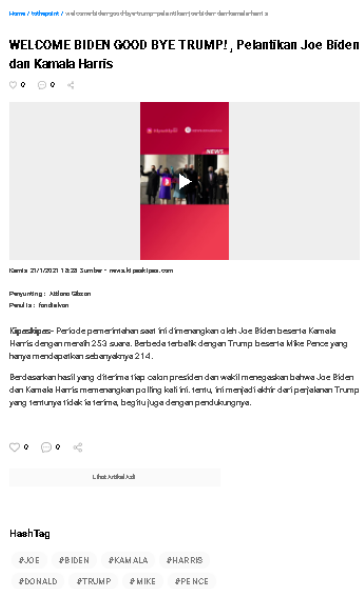 Home / tothepoint / welcome-biden-good-bye-trump-pelantikan-joe-biden-dan-kamala-harris
WELCOME BIDEN GOOD BYE TRUMP! , Pelantikan Joe Biden
dan Kamala Harris
0 0
NEWS
Kamis 21/1/2021 18:28 Sumber - news.kipaskipas.com
Penyunting :
Penulis :
Kipaskipas- Periode pemerintahan saat ini dimenangkan oleh Joe Biden beserta Kamala
Harris dengan meraih 253 suara. Berbeda terbalik dengan Trump beserta Mike Pence yang
hanya mendapatkan sebanyaknya 214.
Berdasarkan hasil yang diterima tiap calon presiden dan wakil menegaskan bahwa Joe Biden
dan Kamala Harris memenangkan polling kali ini. tentu, ini menjadi akhir dari perjalanan Trump
yang tentunya tidak ia terima, begitu juga dengan pendukungnya.
0 0
Lihat Artikel Asli
HashTag
#JOE #BIDEN #KAMALA #HARRIS
#DONALD #TRUMP #MIKE #PENCE